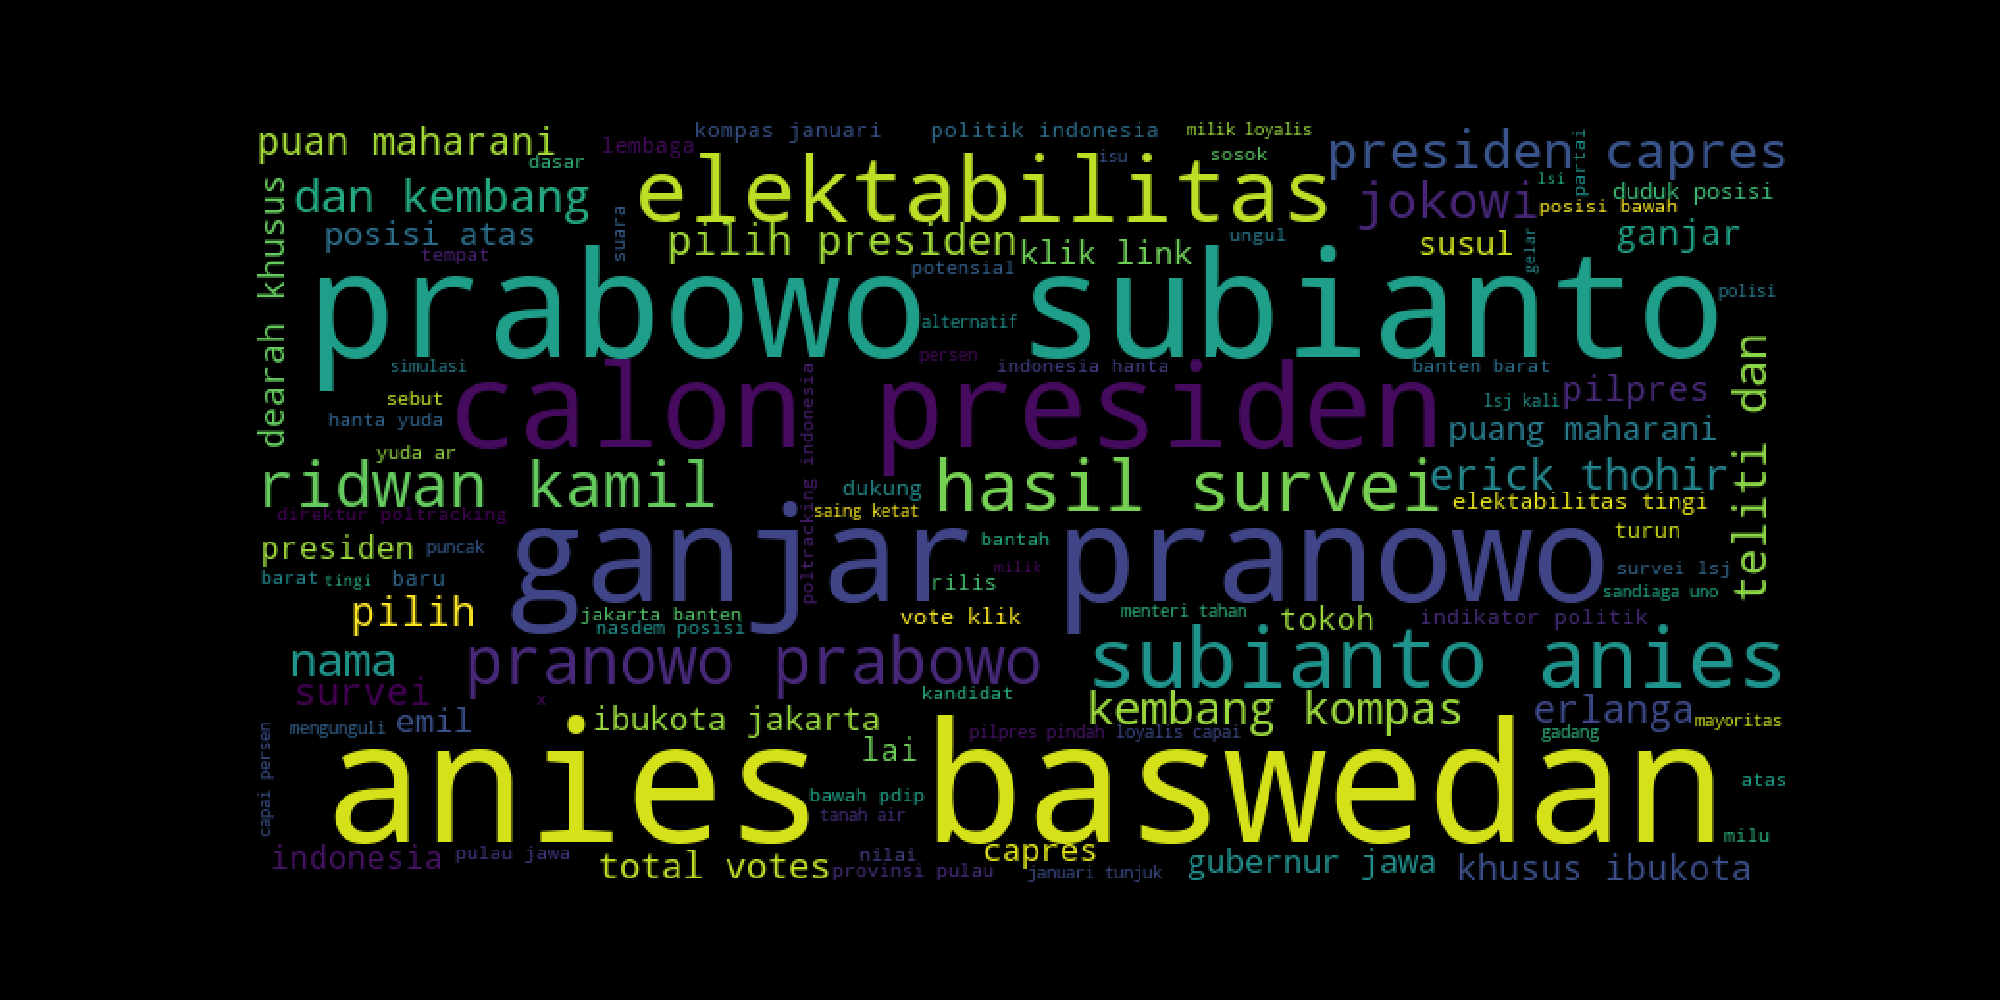 kompas januari
politik indonesia
milik loyalis
puan maharani
lembaga
isu
sosok
presiden capres
partai
dasar
elektabilitas
lsi
duduk posisi
dearah khusus
dan kembang
jokowi
posisi bawah
suara
posisi atas
pilih presiden
klik link
ungul
susul
gelar
ganjar
tempat
potensial
prabowo subianto
polisi
alternatif
persen
simulasi
indonesia hanta
banten barat
teliti dan
sebut
calon presiden
pilpres
lsj kali
hanta yuda
poltracking indonesia
puang maharani
yuda ar
ridwan kamil
hasil survei
erick thohir
dukung
elektabilitas tingi
direktur poltracking
saing ketat
ganjar pranowo
turun
presiden
puncak
bantah
milik
survei lsj
barat
tingi
baru
rilis
sandiaga uno
pilih
jakarta banten
vote klik
menteri tahan
tokoh
indikator politik
nasdem posisi
nama
pranowo prabowo
subianto anies
survei
x
kandidat
kembang kompas
erlanga
emil
ibukota jakarta
mayoritas
mengunguli
pilpres pindah
loyalis capai
gadang
capai persen
lai
anies baswedan
atas
bawah pdip
tanah air
milu
indonesia
pulau jawa
total votes
nilai
provinsi pulau
capres
januari tunjuk
gubernur jawa
khusus ibukota